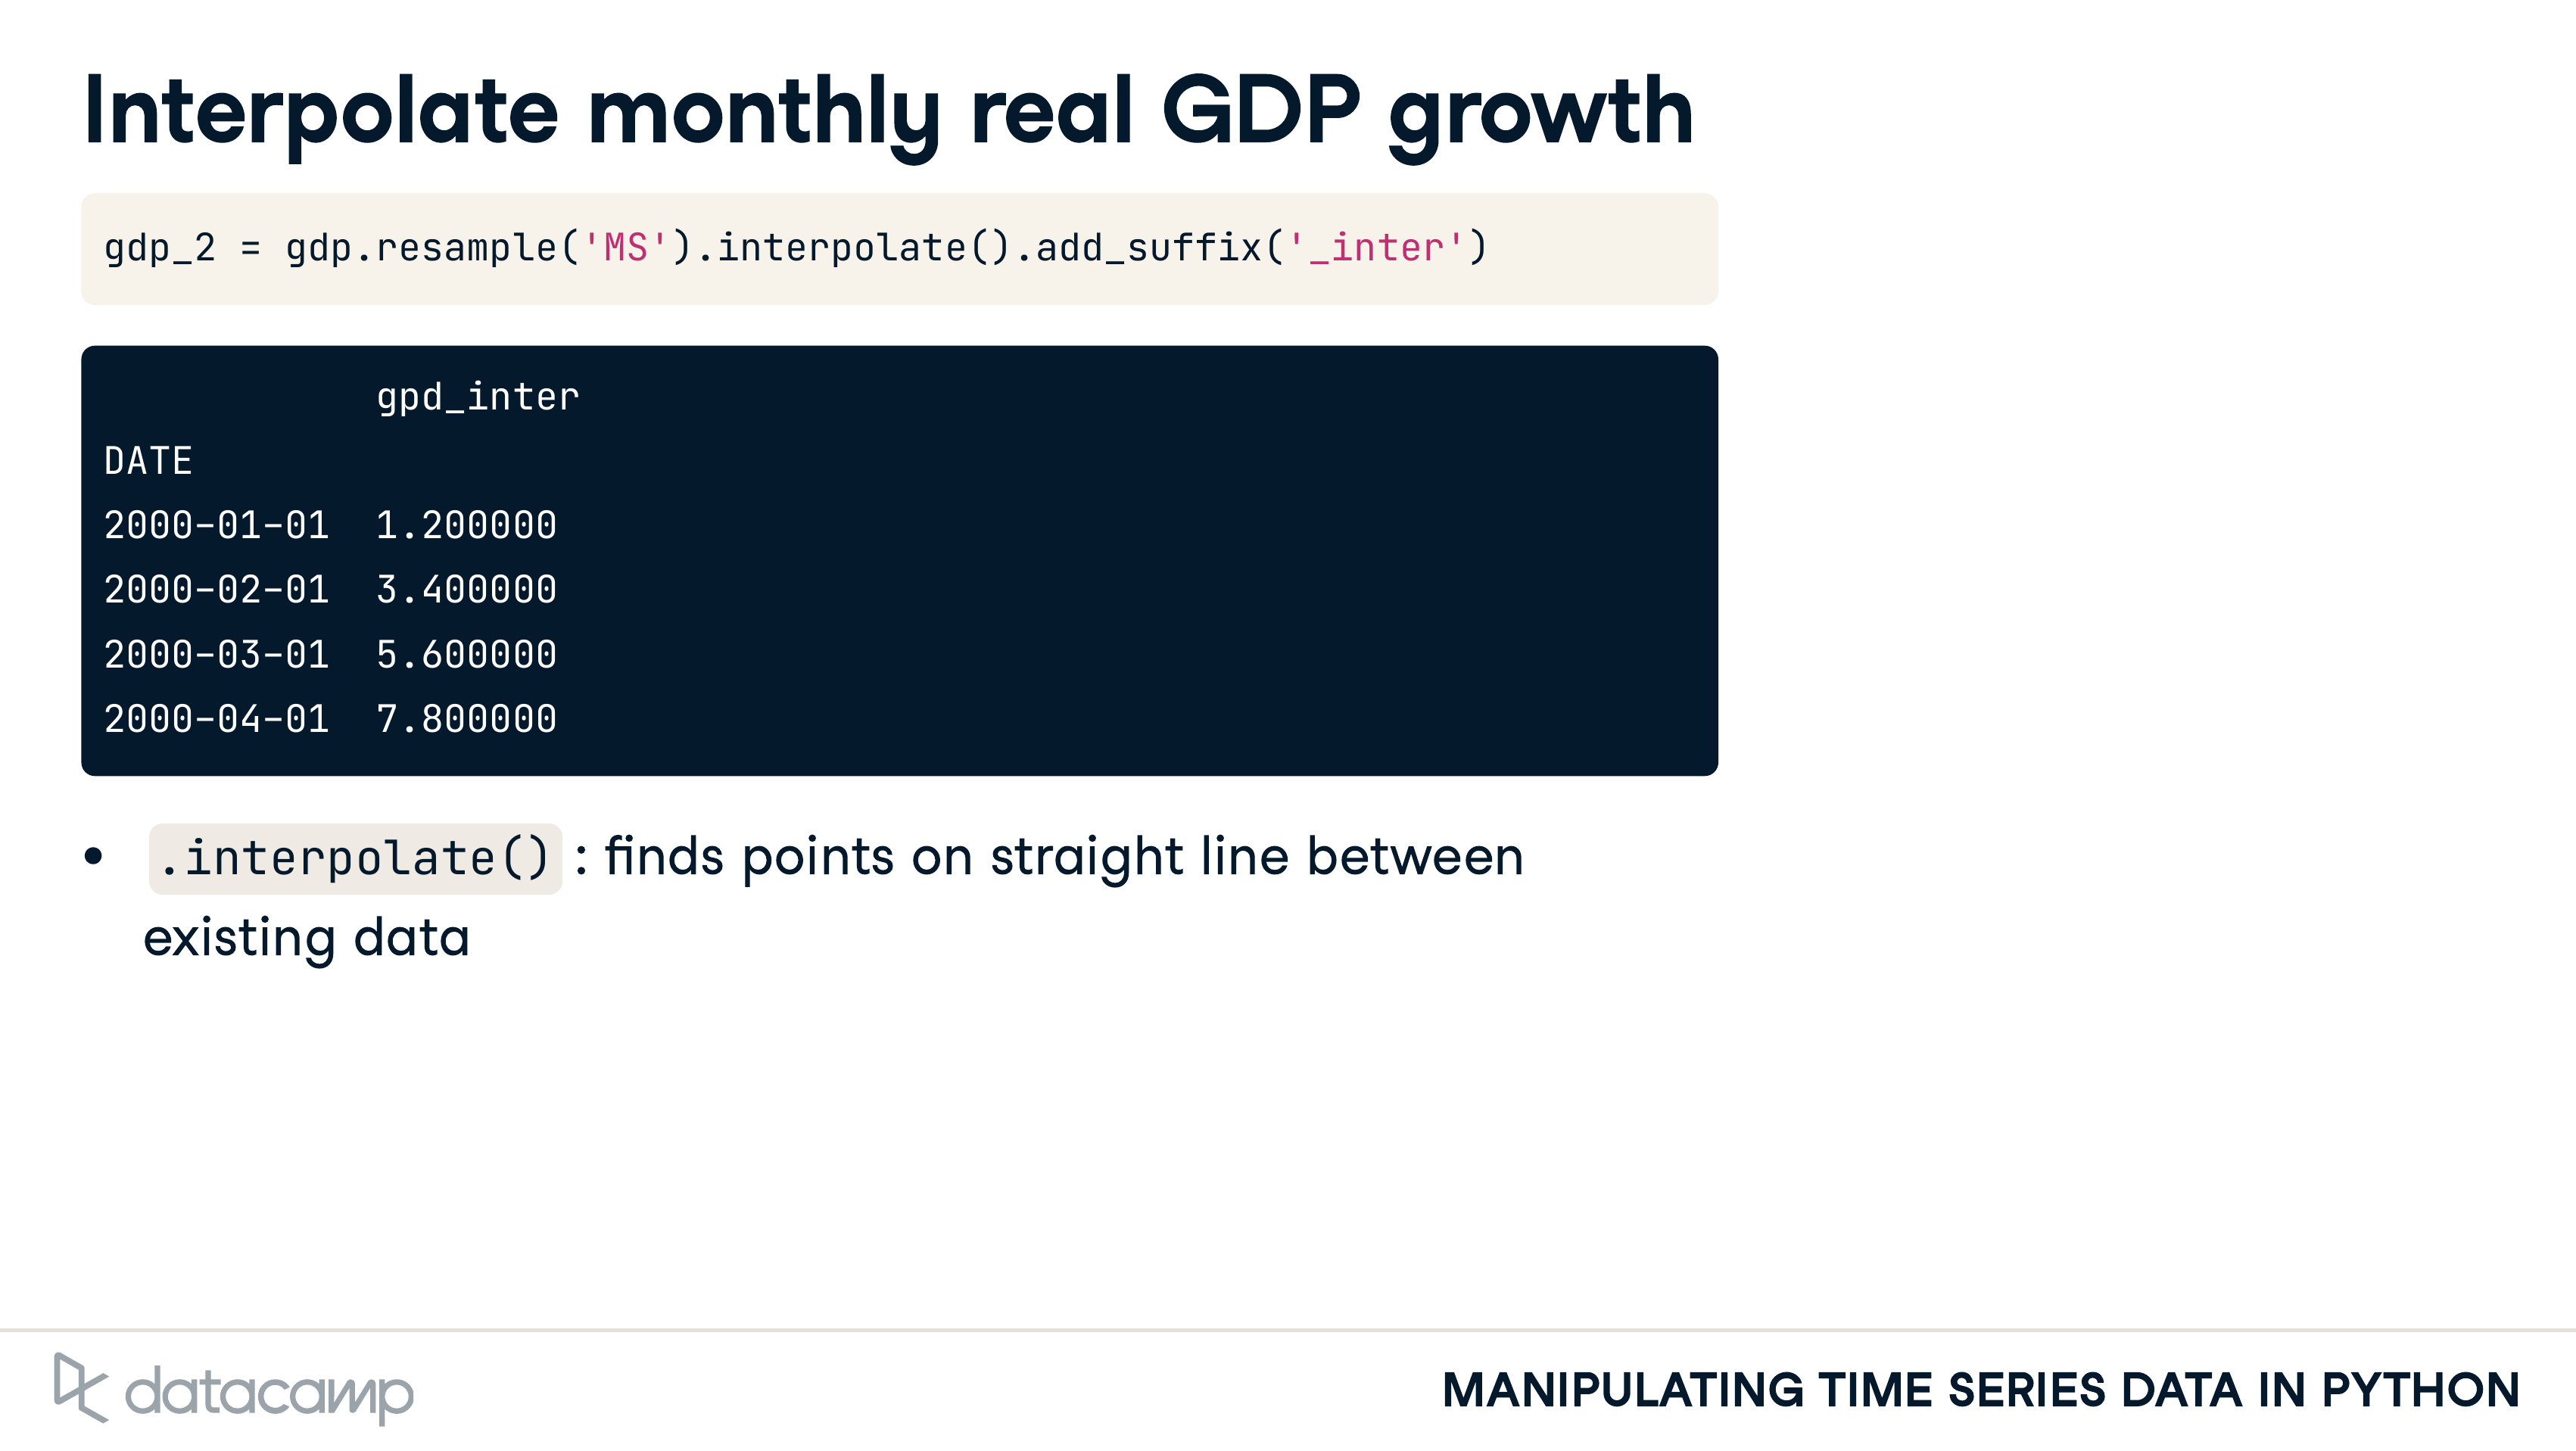 Interpolate monthly real GDP growth
gdp_2 = gdp.resample('MS').interpolate().add_suffix('_inter')
gpd_inter
DATE
2000-01-01  1.200000
2000-02-01  3.400000
2000-03-01  5.600000
2000-04-01  7.800000
• .interpolate() : finds points on straight line between
existing data
datacamp
MANIPULATING TIME SERIES DATA IN PYTHON